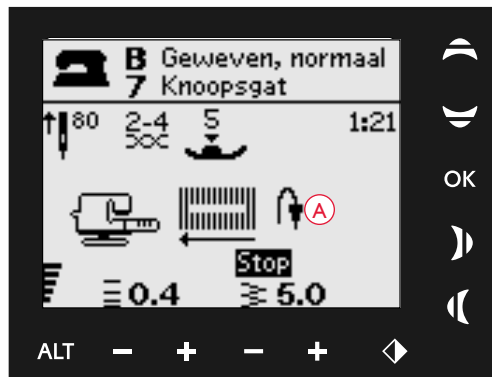 B Geweven, normaal
7 Knoopsgat
80 2-4 5 1:21
A
Stop
0.4 5.0
OK
ALT - + - +